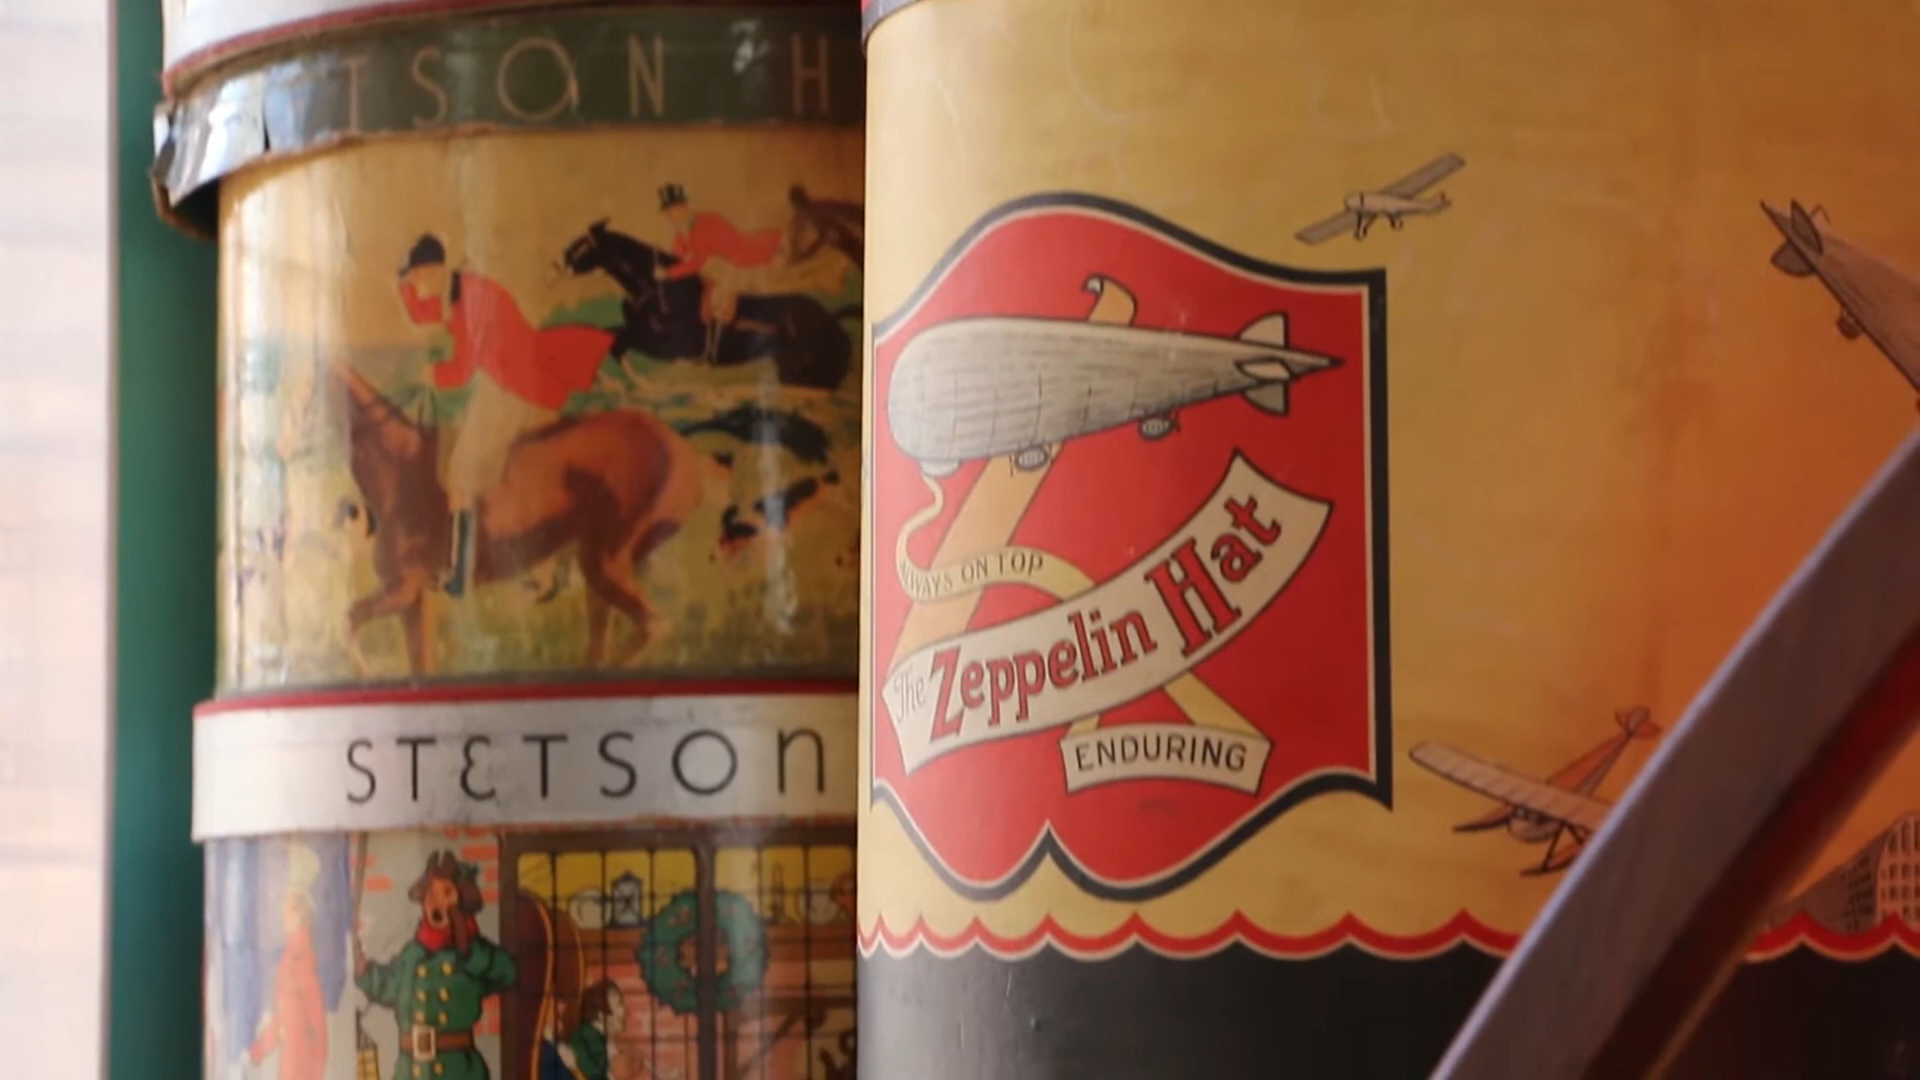 TSON H
STETSON
ALWAYS ON TOP
The Zeppelin Hat
ENDURING